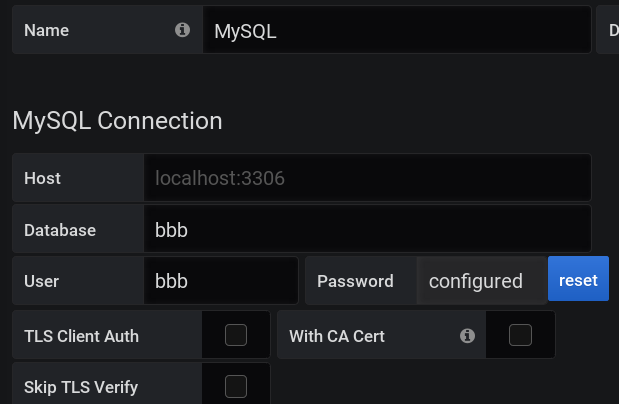 Name MySQL D
MySQL Connection
Host localhost:3306
Database bbb
User bbb Password configured reset
TLS Client Auth With CA Cert
Skip TLS Verify